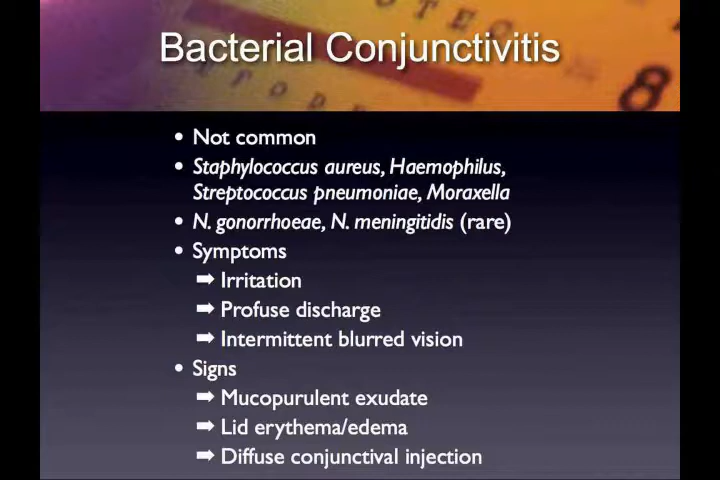 Bacterial Conjunctivitis
• Not common
• Staphylococcus aureus, Haemophilus,
Streptococcus pneumoniae, Moraxella
• N. gonorrhoeae, N. meningitidis (rare)
• Symptoms
➡ Irritation
➡ Profuse discharge
➡ Intermittent blurred vision
• Signs
➡ Mucopurulent exudate
➡ Lid erythema/edema
➡ Diffuse conjunctival injection